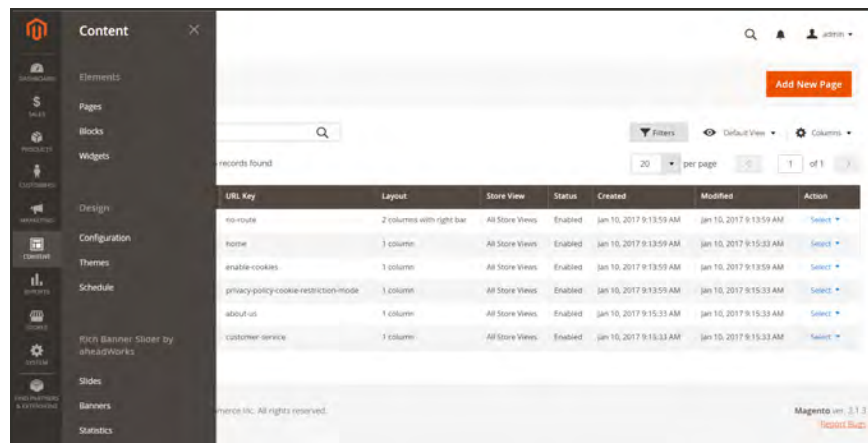 Content
admin
DASHBOARD
Elements
Add New Page
SALES
Pages
Blocks
PRODUCTS
Filters
Default View
Columns
Widgets
records found
20
per page
1
of 1
CUSTOMERS
URL Key
Layout
Store View
Status
Created
Modified
Action
MARKETING
Design
no-route
2 columns with right bar
All Store Views
Enabled
Jan 10, 2017 9:13:59 AM
Jan 10, 2017 9:13:59 AM
Select
Configuration
home
1 column
All Store Views
Enabled
Jan 10, 2017 9:13:59 AM
Jan 10, 2017 9:15:33 AM
Select
CONTENT
Themes
enable-cookies
1 column
All Store Views
Enabled
Jan 10, 2017 9:13:59 AM
Jan 10, 2017 9:13:59 AM
Select
REPORTS
Schedule
privacy-policy-cookie-restriction-mode
1 column
All Store Views
Enabled
Jan 10, 2017 9:13:59 AM
Jan 10, 2017 9:15:33 AM
Select
about-us
1 column
All Store Views
Enabled
Jan 10, 2017 9:15:33 AM
Jan 10, 2017 9:15:33 AM
Select
STORES
Rich Banner Slider by
aheadWorks
customer-service
1 column
All Store Views
Enabled
Jan 10, 2017 9:15:33 AM
Jan 10, 2017 9:15:33 AM
Select
SYSTEM
Slides
FIND PARTNERS
& EXTENSIONS
Banners
merce Inc. All rights reserved.
Magento ver. 2.1.3
Report Bugs
Statistics